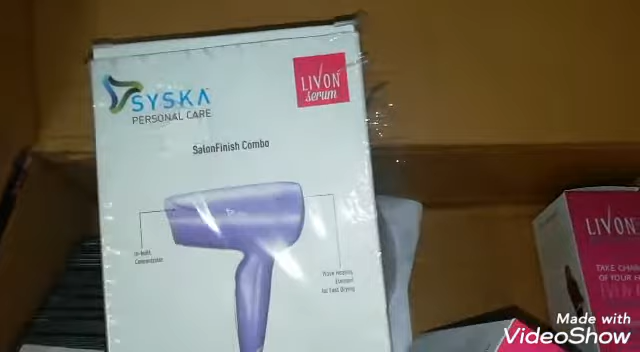 SYSKA
PERSONAL CARE
LIVON
serum
SalonFinish Combo
In-Built
Concentrator
Wave Heating
Element
for Fast Drying
LIVON
TAKE CHAR
OF YOUR H
Made with
VideoShow